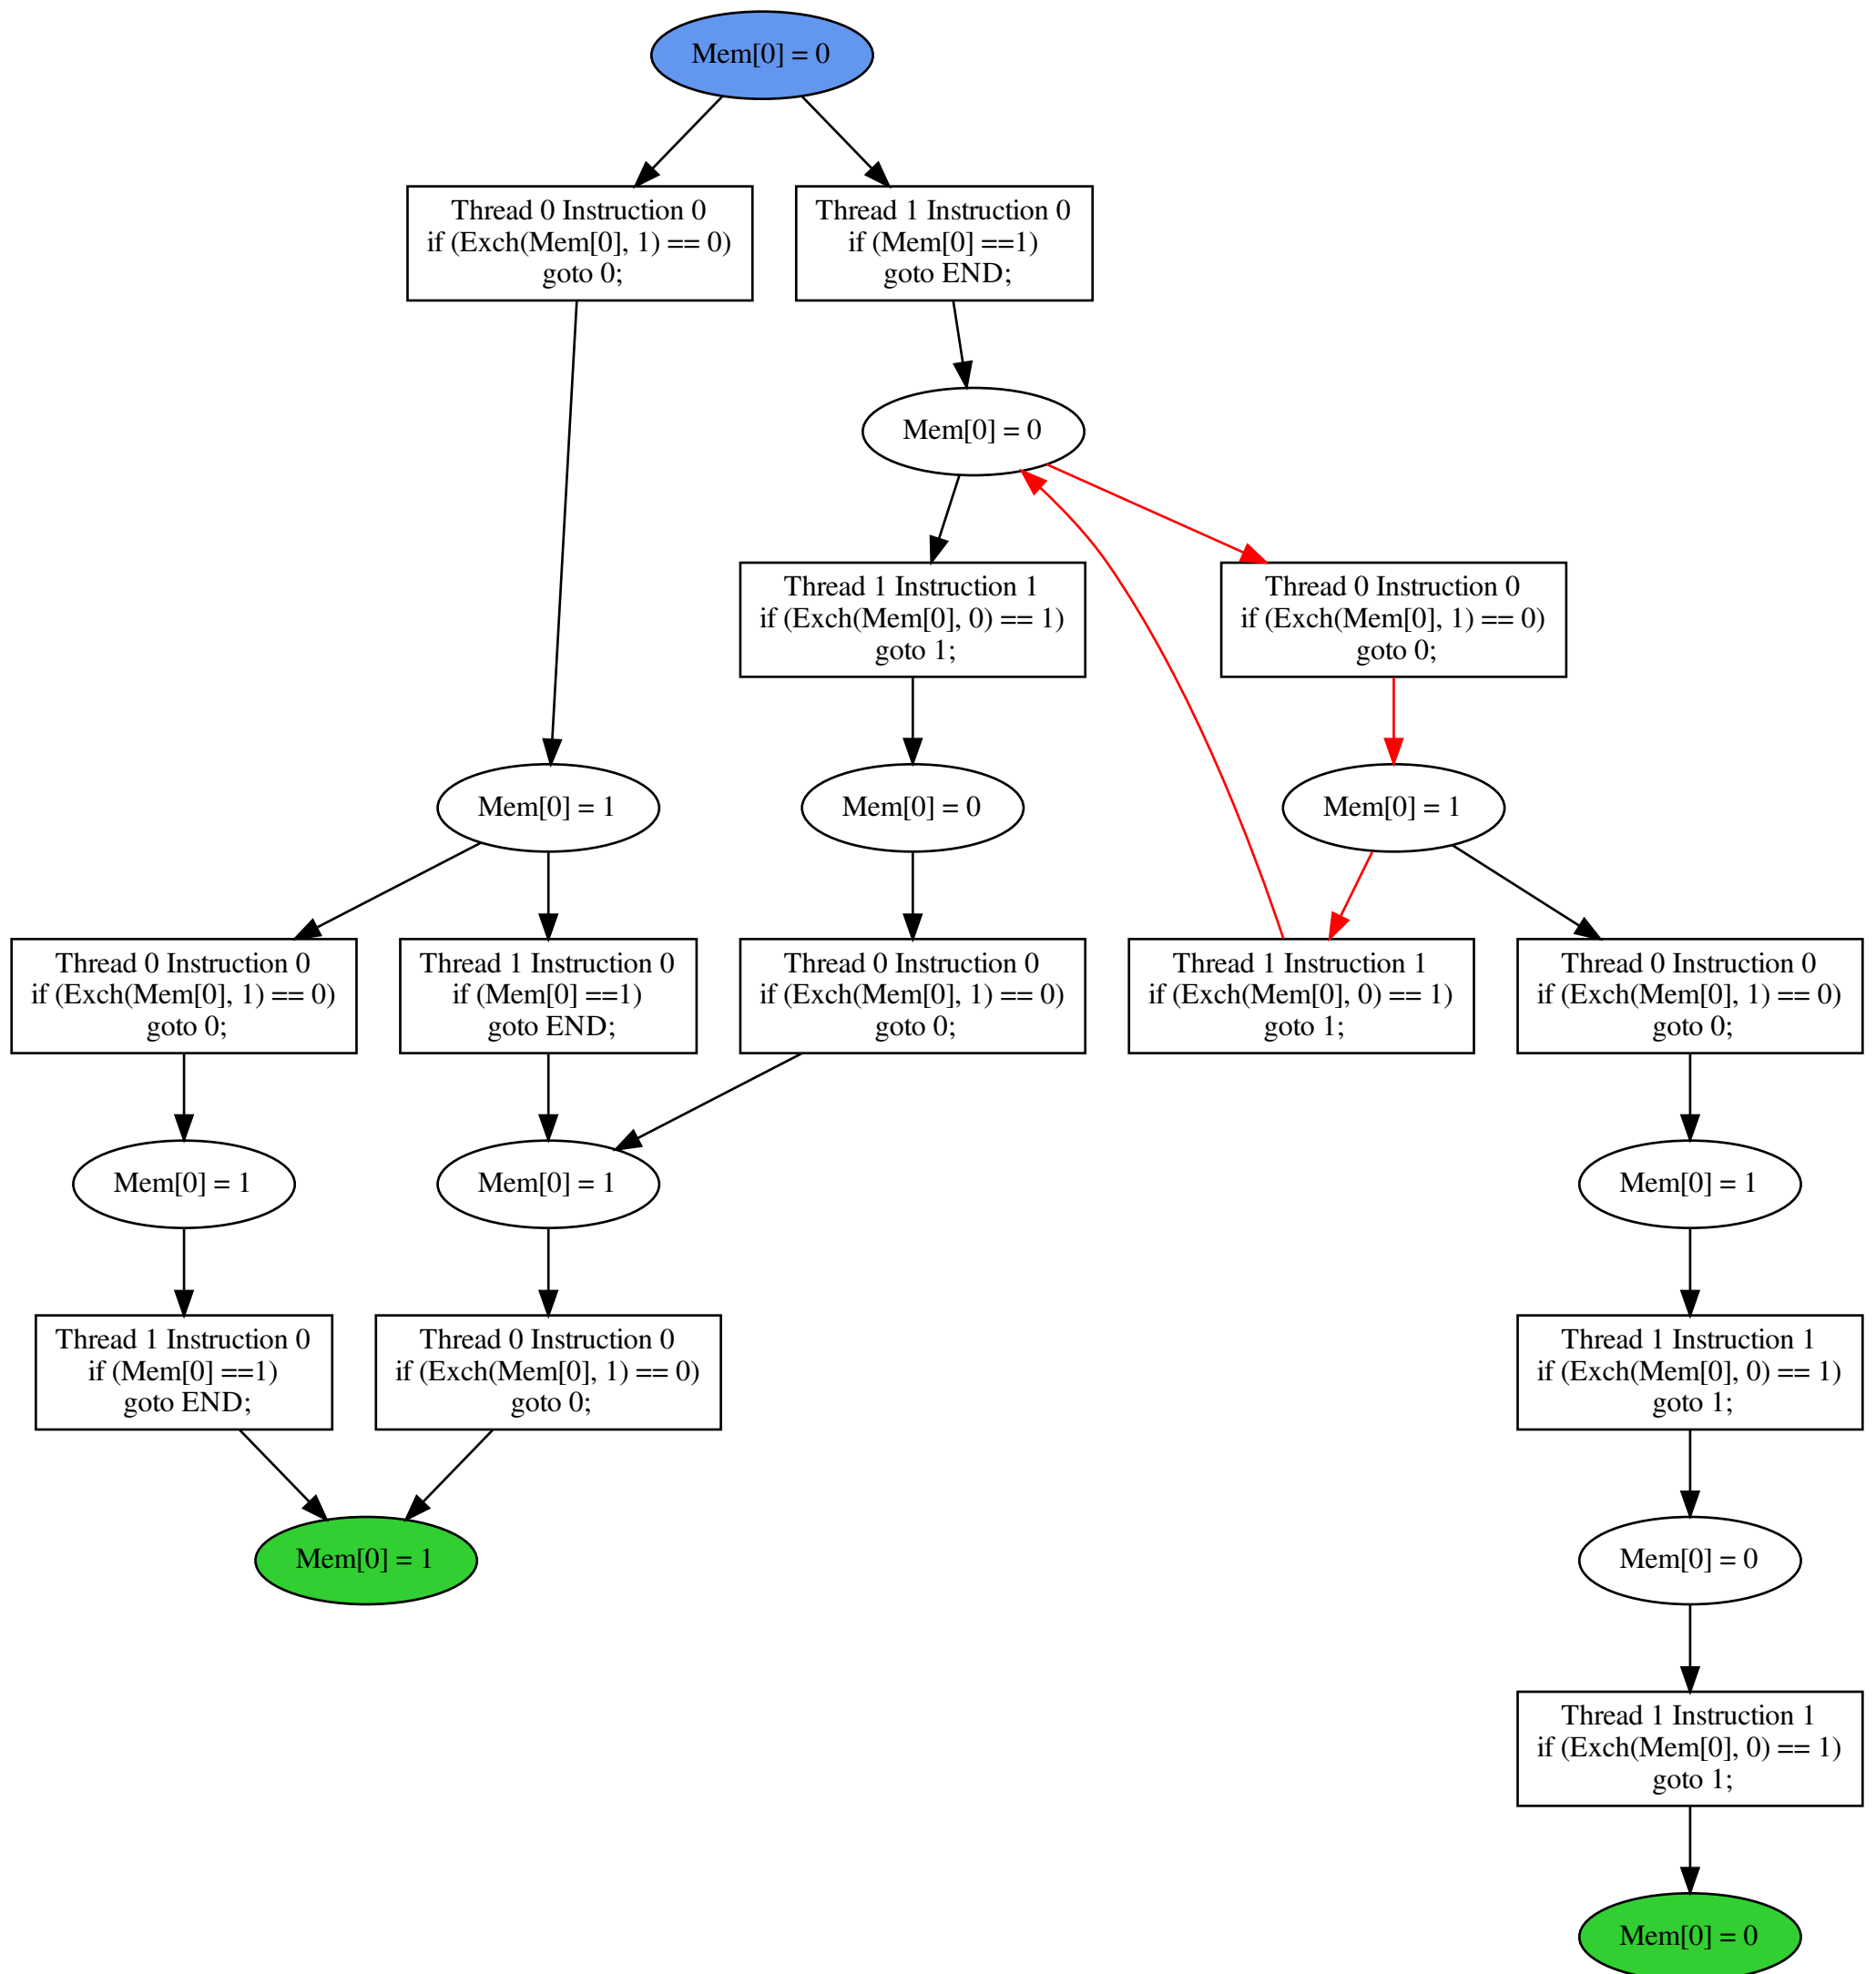 Mem[0] = 0
Thread 0 Instruction 0
if (Exch(Mem[0], 1) == 0)
goto 0;
Thread 1 Instruction 0
if (Mem[0] ==1)
goto END;
Mem[0] = 0
Thread 1 Instruction 1
if (Exch(Mem[0], 0) == 1)
goto 1;
Thread 0 Instruction 0
if (Exch(Mem[0], 1) == 0)
goto 0;
Mem[0] = 1
Mem[0] = 0
Mem[0] = 1
Thread 0 Instruction 0
if (Exch(Mem[0], 1) == 0)
goto 0;
Thread 1 Instruction 0
if (Mem[0] ==1)
goto END;
Thread 0 Instruction 0
if (Exch(Mem[0], 1) == 0)
goto 0;
Thread 1 Instruction 1
if (Exch(Mem[0], 0) == 1)
goto 1;
Thread 0 Instruction 0
if (Exch(Mem[0], 1) == 0)
goto 0;
Mem[0] = 1
Mem[0] = 1
Mem[0] = 1
Thread 1 Instruction 0
if (Mem[0] ==1)
goto END;
Thread 0 Instruction 0
if (Exch(Mem[0], 1) == 0)
goto 0;
Thread 1 Instruction 1
if (Exch(Mem[0], 0) == 1)
goto 1;
Mem[0] = 1
Mem[0] = 0
Thread 1 Instruction 1
if (Exch(Mem[0], 0) == 1)
goto 1;
Mem[0] = 0